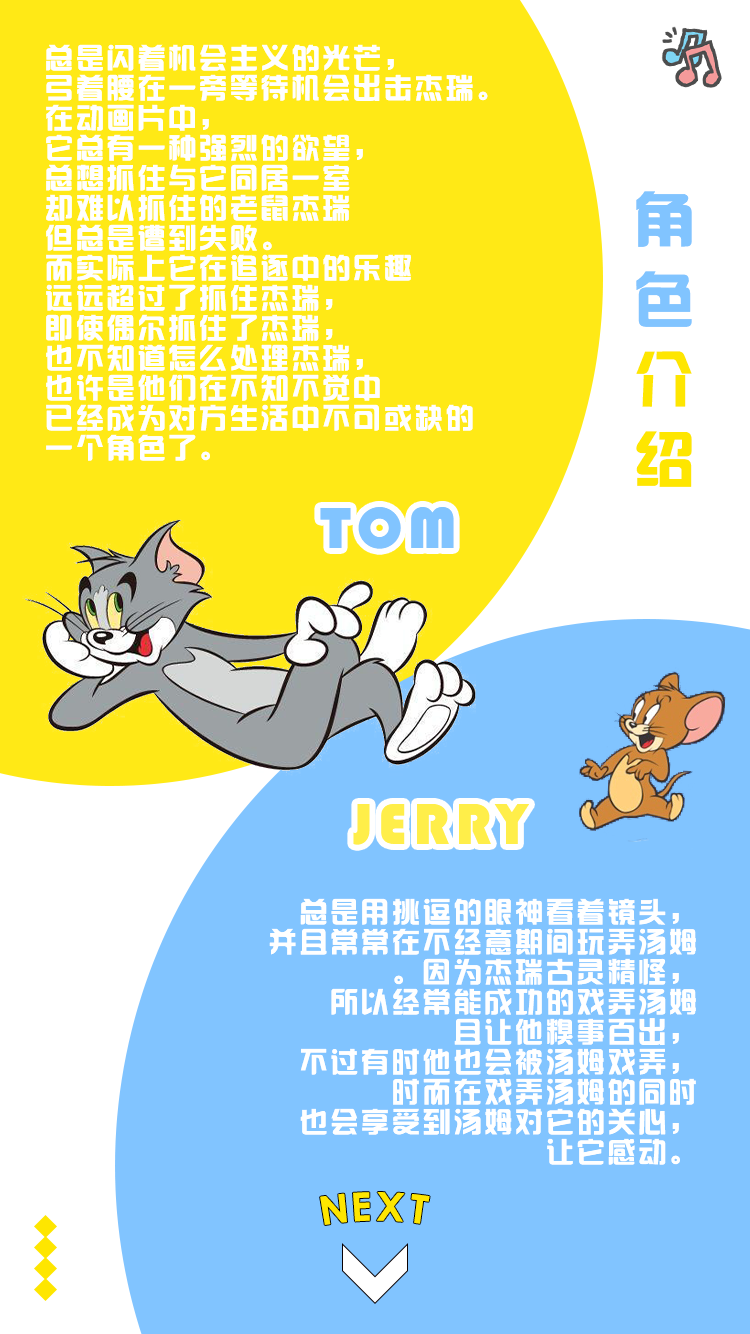 总是闪着机会主义的光芒，
弓着腰在一旁等待机会出击杰瑞。
在动画片中，
它总有一种强烈的欲望，
总想抓住与它同居一室
却难以抓住的老鼠杰瑞
但总是遭到失败。
而实际上它在追逐中的乐趣
远远超过了抓住杰瑞，
即使偶尔抓住了杰瑞，
也不知道怎么处理杰瑞，
也许是他们在不知不觉中
已经成为对方生活中不可或缺的
一个角色了。
角色介绍
TOM
JERRY
总是用挑逗的眼神看着镜头，
并且常常在不经意期间玩弄汤姆
。因为杰瑞古灵精怪，
所以经常能成功的戏弄汤姆
且让他糗事百出，
不过有时他也会被汤姆戏弄，
时而在戏弄汤姆的同时
也会享受到汤姆对它的关心，
让它感动。
NEXT